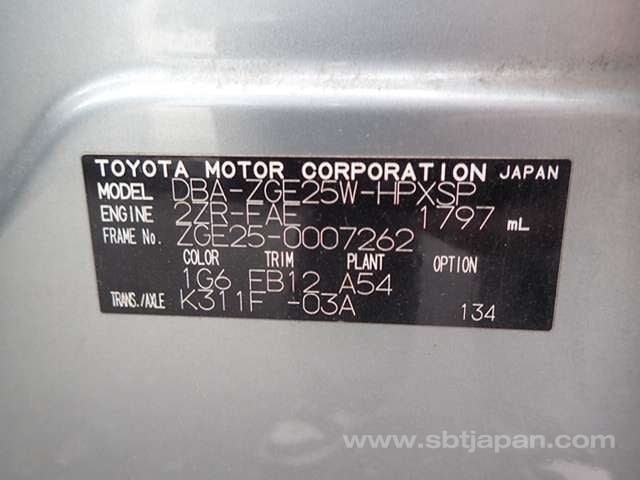 TOYOTA MOTOR CORPORATION JAPAN
MODEL DBA-ZGE25W-HPXSP
ENGINE 2ZR-FAE 1797 mL
FRAME No. ZGE25-0007262
COLOR TRIM PLANT OPTION
1G6 FB12 A54
TRANS./AXLE K311F -03A 134
www.sbtjapan.com